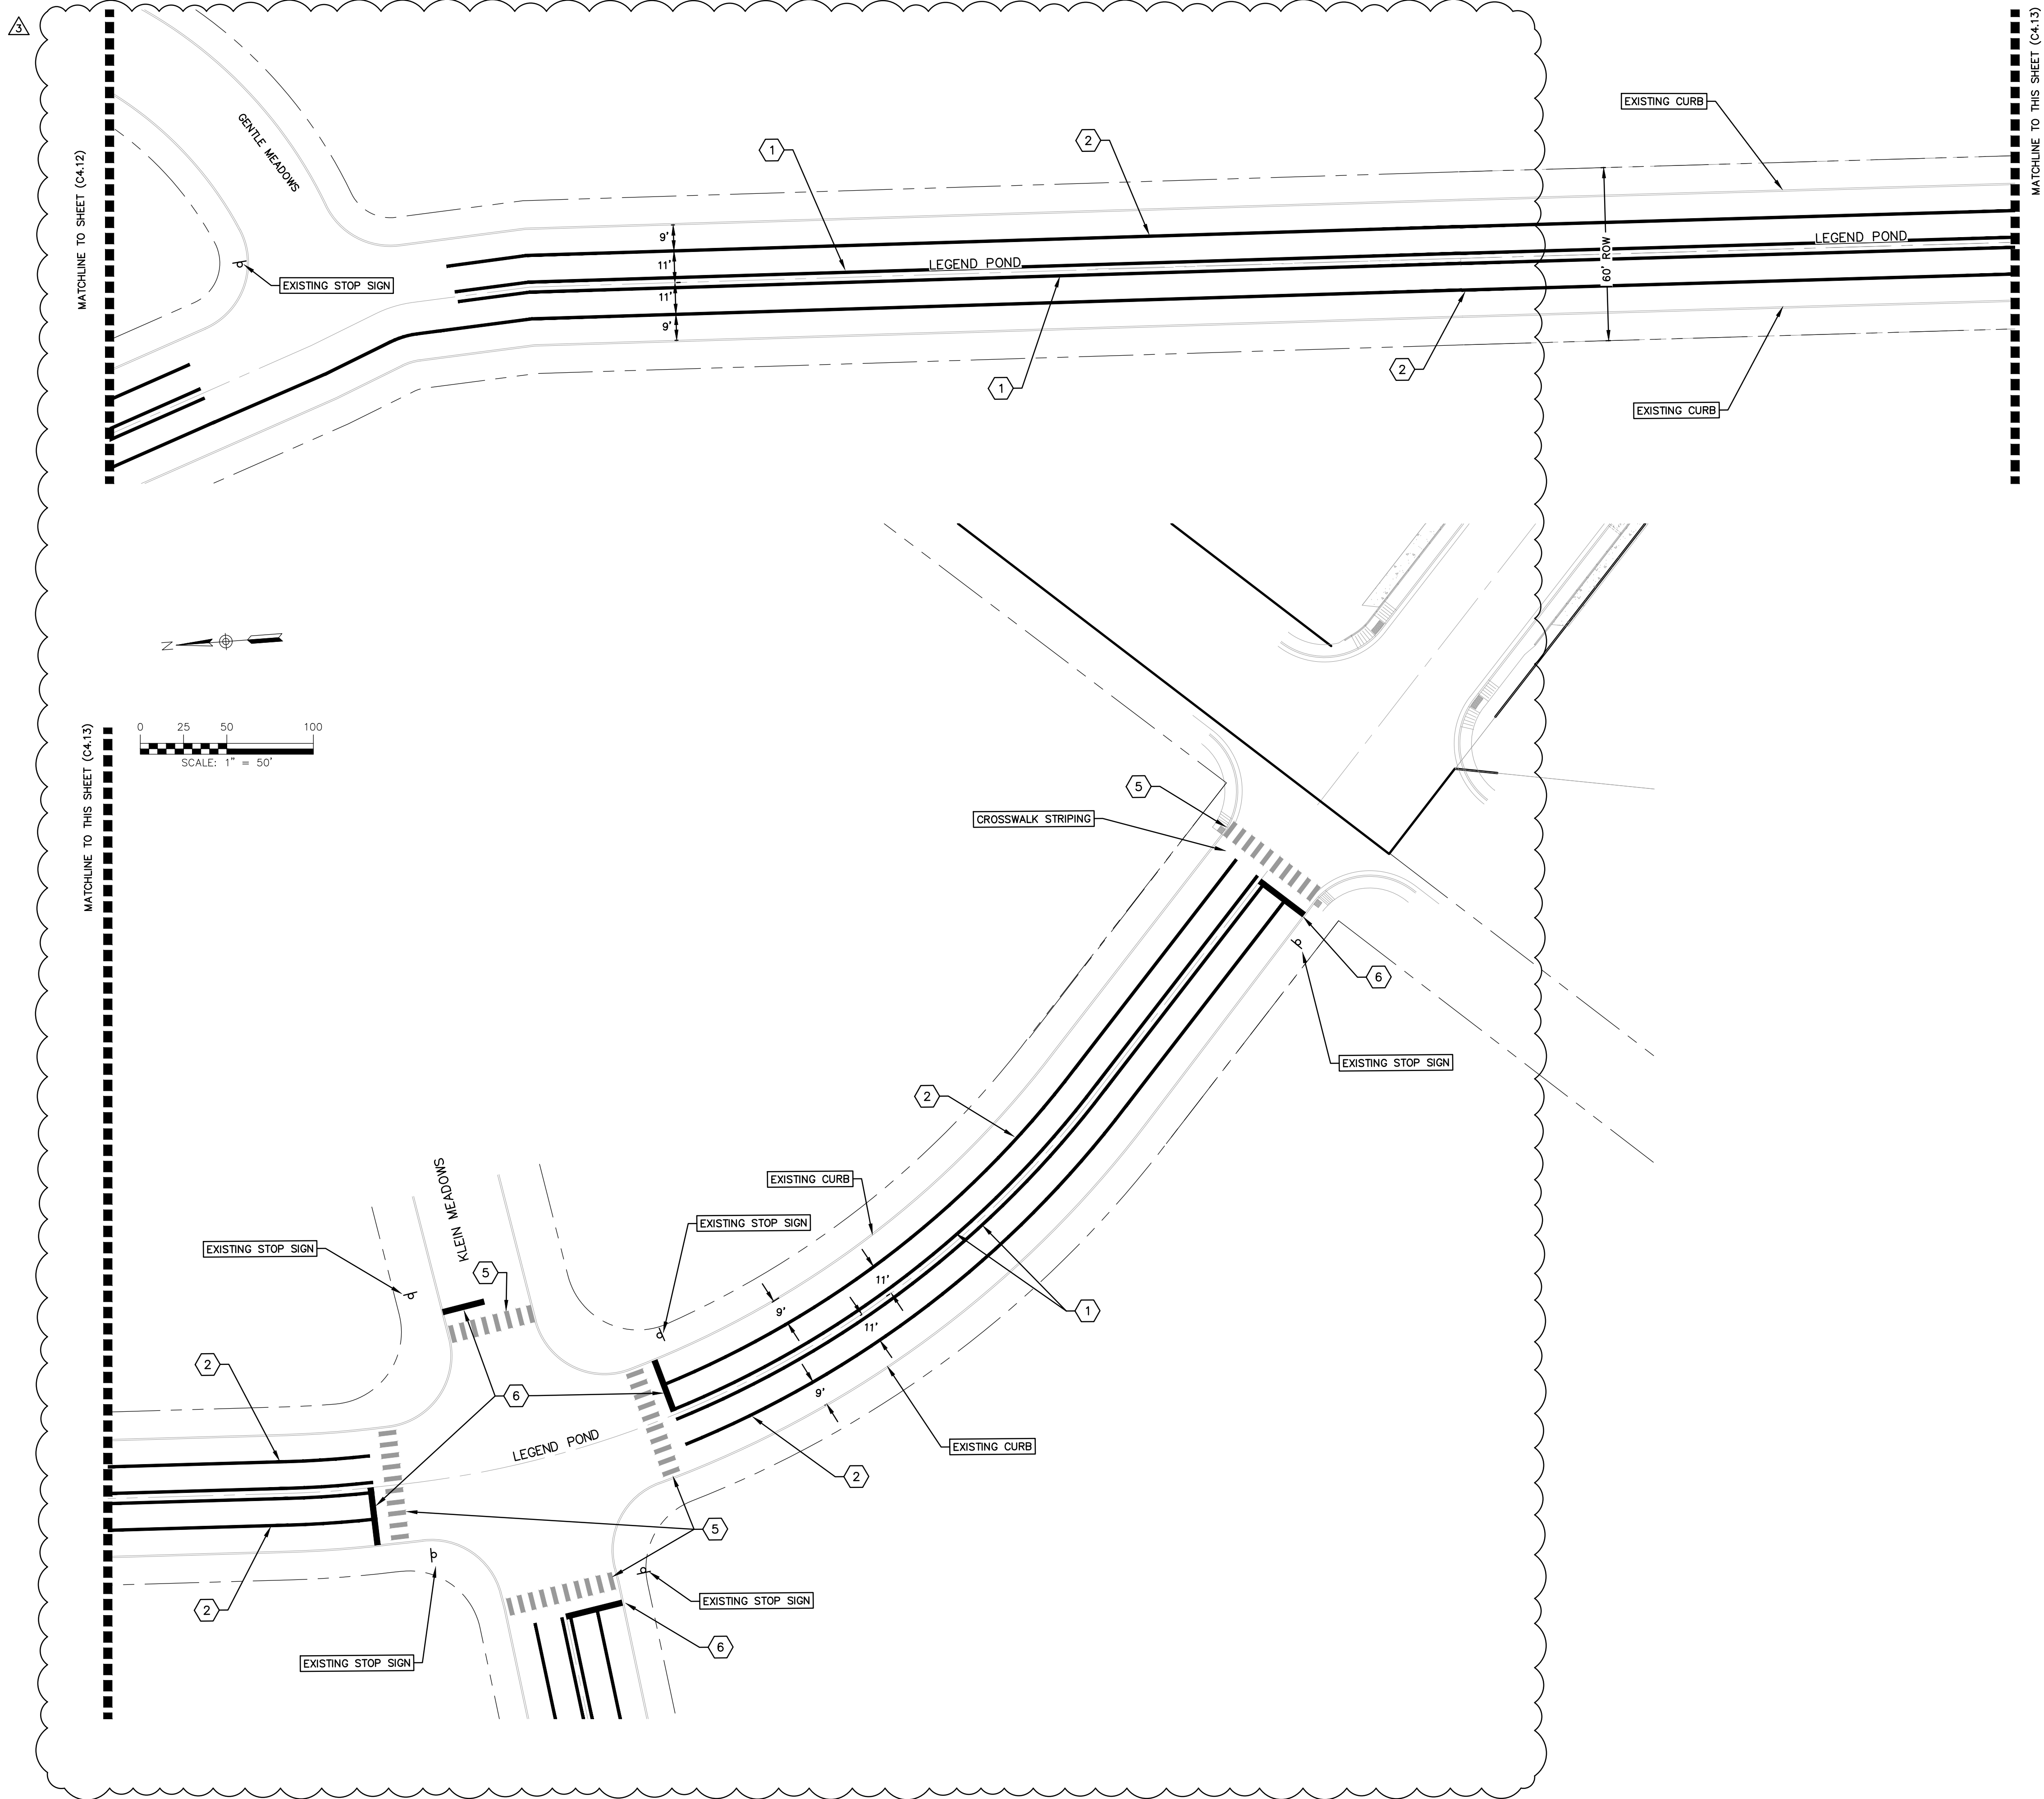 3
MATCHLINE TO SHEET (C4.12)
MATCHLINE TO THIS SHEET (C4.13)
GENTLE MEADOWS
EXISTING CURB
1
2
9'
11'
11'
9'
LEGEND POND
LEGEND POND
60' ROW
EXISTING STOP SIGN
1
2
EXISTING CURB
N
0 25 50 100
SCALE: 1" = 50'
MATCHLINE TO THIS SHEET (C4.13)
5
CROSSWALK STRIPING
6
EXISTING STOP SIGN
2
EXISTING CURB
EXISTING STOP SIGN
KLEIN MEADOWS
EXISTING STOP SIGN
5
11'
9'
11'
9'
1
2
6
LEGEND POND
EXISTING CURB
2
5
2
EXISTING STOP SIGN
6
EXISTING STOP SIGN